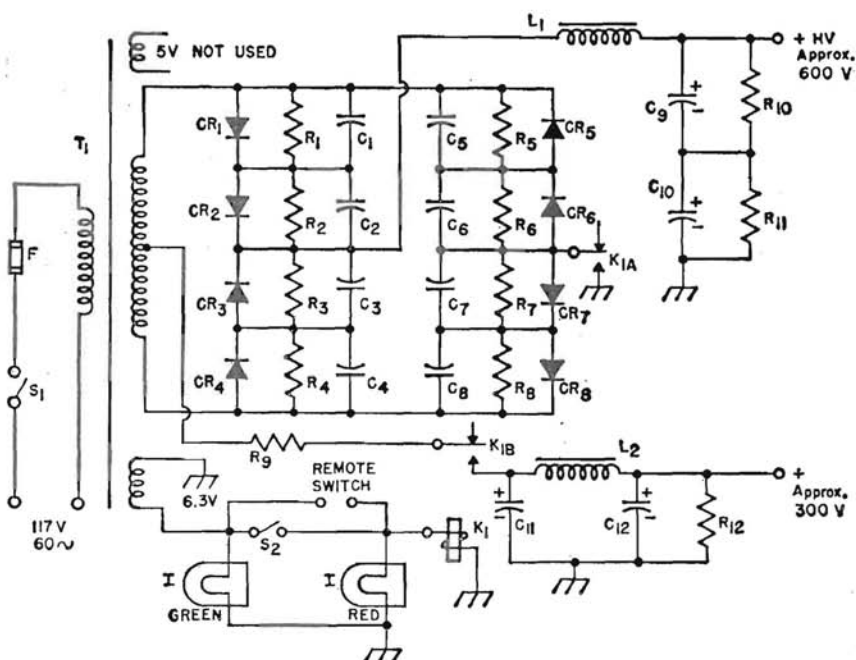 5V NOT USED
L1
+ HV
Approx.
600 V
T1
CR1
R1
C1
C5
R5
CR5
C9
R10
CR2
R2
C2
C6
R6
CR6
C10
R11
F
K1A
CR3
R3
C3
C7
R7
CR7
S1
CR4
R4
C4
C8
R8
CR8
R9
K1B
L2
+
Approx.
300 V
6.3V
REMOTE
SWITCH
117V
60~
S2
K1
+
-
C11
+
-
C12
R12
I
GREEN
I
RED
+
-
+
-